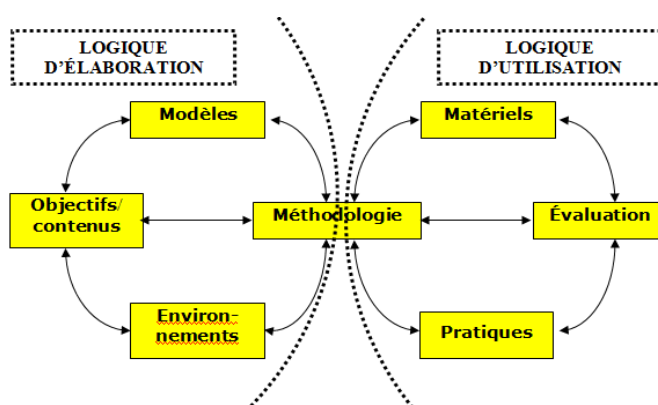 LOGIQUE
D'ÉLABORATION
LOGIQUE
D'UTILISATION
Modèles
Matériels
Objectifs/
contenus
Méthodologie
Évaluation
Environ-
nements
Pratiques